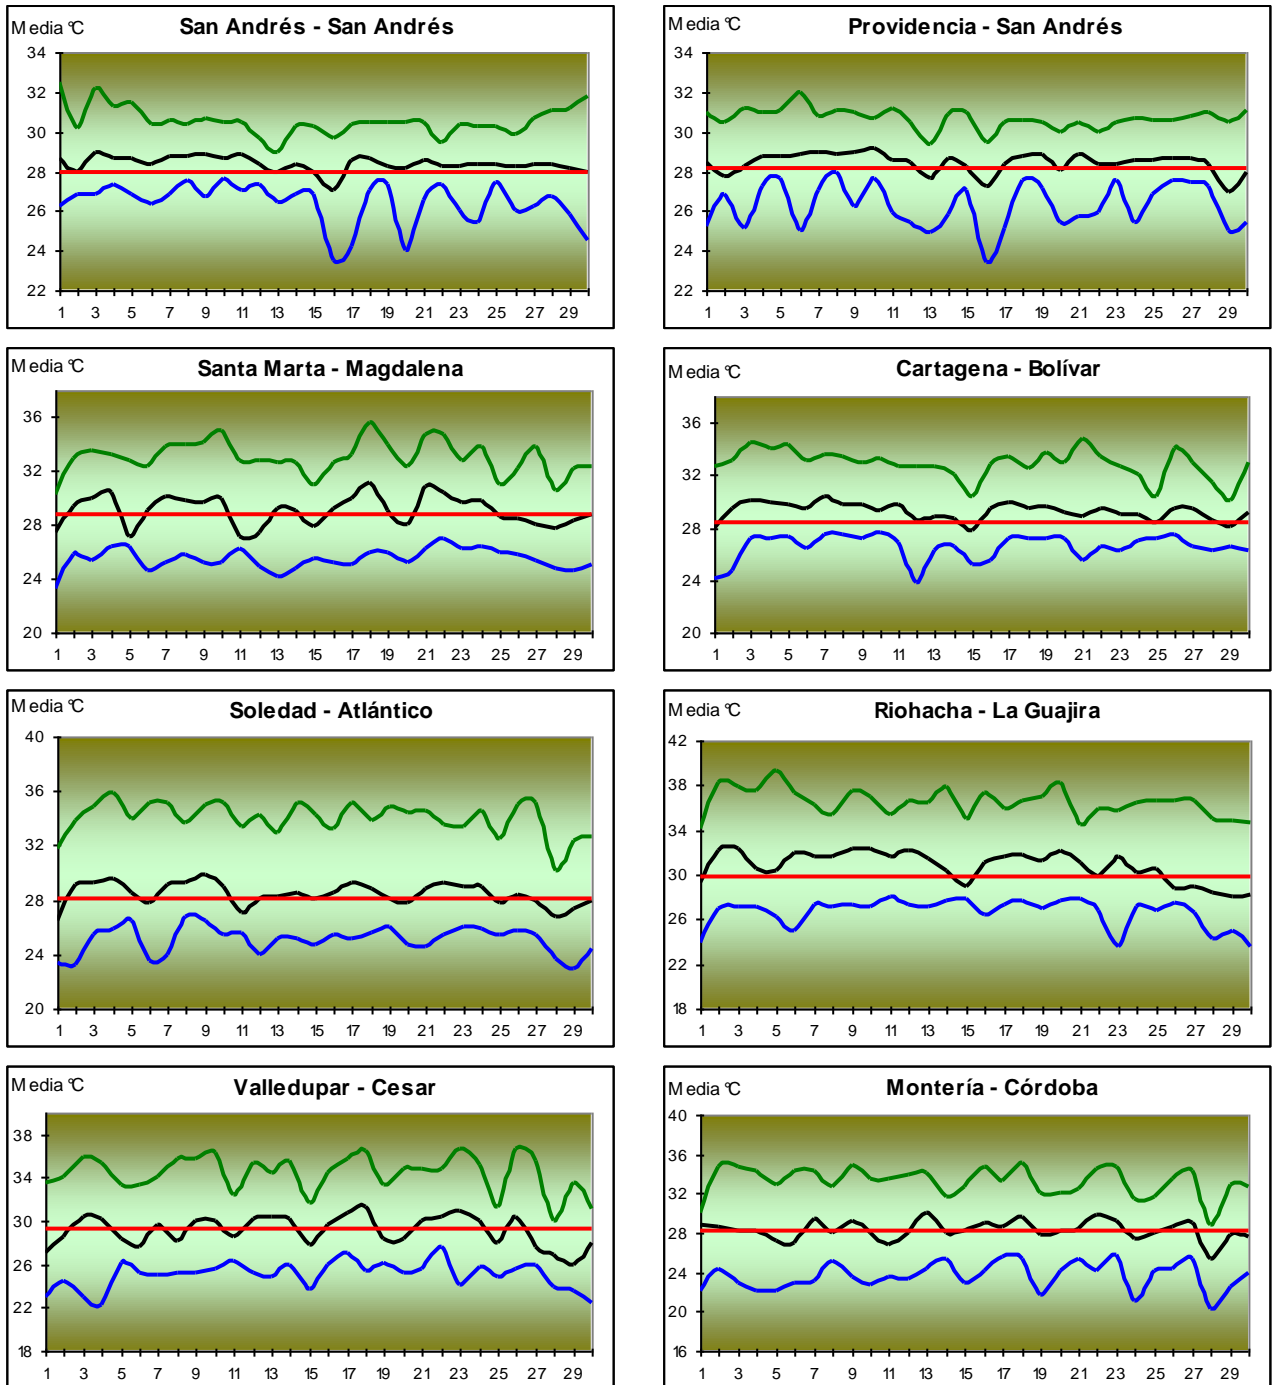 Media °C
San Andrés - San Andrés
34
32
30
28
26
24
22
1 3 5 7 9 11 13 15 17 19 21 23 25 27 29
Media °C
Providencia - San Andrés
34
32
30
28
26
24
22
1 3 5 7 9 11 13 15 17 19 21 23 25 27 29
Media °C
Santa Marta - Magdalena
36
32
28
24
20
1 3 5 7 9 11 13 15 17 19 21 23 25 27 29
Media °C
Cartagena - Bolívar
36
32
28
24
20
1 3 5 7 9 11 13 15 17 19 21 23 25 27 29
Media °C
Soledad - Atlántico
40
36
32
28
24
20
1 3 5 7 9 11 13 15 17 19 21 23 25 27 29
Media °C
Riohacha - La Guajira
42
38
34
30
26
22
18
1 3 5 7 9 11 13 15 17 19 21 23 25 27 29
Media °C
Valledupar - Cesar
38
34
30
26
22
18
1 3 5 7 9 11 13 15 17 19 21 23 25 27 29
Media °C
Montería - Córdoba
40
36
32
28
24
20
16
1 3 5 7 9 11 13 15 17 19 21 23 25 27 29